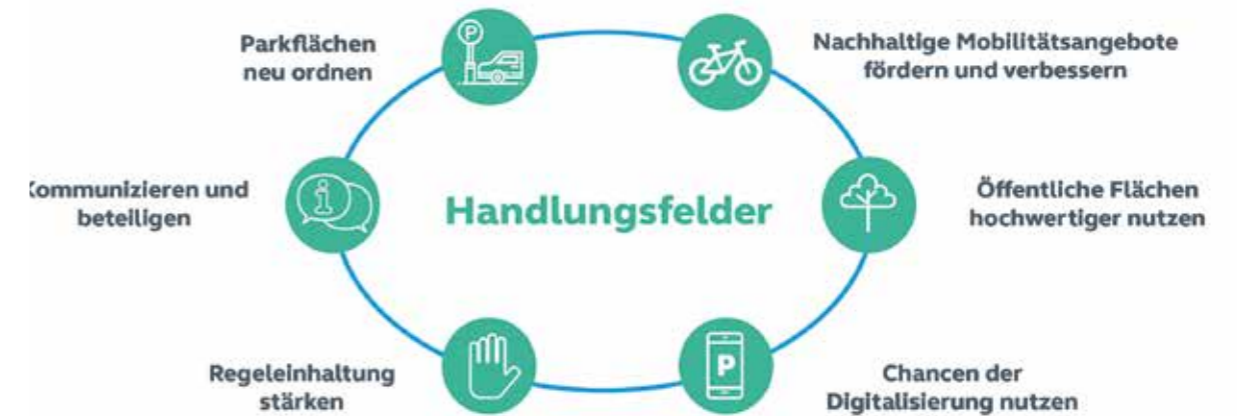 Parkflächen
neu ordnen
Nachhaltige Mobilitätsangebote
fördern und verbessern
Kommunizieren und
beteiligen
Handlungsfelder
Öffentliche Flächen
hochwertiger nutzen
Regeleinhaltung
stärken
Chancen der
Digitalisierung nutzen
P
P
i